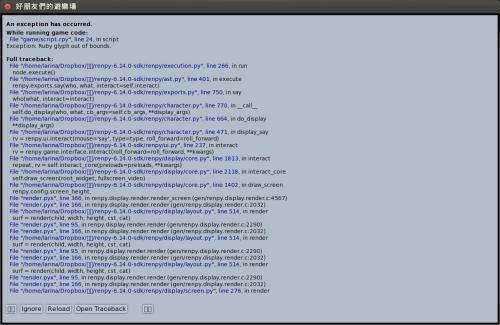 好朋友們的遊樂場
An exception has occurred.
While running game code:
File "game/script.rpy", line 24, in script
Exception: Ruby glyph out of bounds.
Full traceback:
File "/home/farina/Dropbox/▯▯/renpy-6.14.0-sdk/renpy/execution.py", line 266, in run
node.execute()
File "/home/farina/Dropbox/▯▯/renpy-6.14.0-sdk/renpy/ast.py", line 401, in execute
renpy.exports.say(who, what, interact=self.interact)
File "/home/farina/Dropbox/▯▯/renpy-6.14.0-sdk/renpy/exports.py", line 750, in say
who(what, interact=interact)
File "/home/farina/Dropbox/▯▯/renpy-6.14.0-sdk/renpy/character.py", line 770, in __call__
self.do_display(who, what, cb_args=self.cb_args, **display_args)
File "/home/farina/Dropbox/▯▯/renpy-6.14.0-sdk/renpy/character.py", line 664, in do_display
**display_args)
File "/home/farina/Dropbox/▯▯/renpy-6.14.0-sdk/renpy/character.py", line 471, in display_say
rv = renpy.ui.interact(mouse='say', type=type, roll_forward=roll_forward)
File "/home/farina/Dropbox/▯▯/renpy-6.14.0-sdk/renpy/ui.py", line 237, in interact
rv = renpy.game.interface.interact(roll_forward=roll_forward, **kwargs)
File "/home/farina/Dropbox/▯▯/renpy-6.14.0-sdk/renpy/display/core.py", line 1813, in interact
repeat, rv = self.interact_core(preloads=preloads, **kwargs)
File "/home/farina/Dropbox/▯▯/renpy-6.14.0-sdk/renpy/display/core.py", line 2118, in interact_core
self.draw_screen(root_widget, fullscreen_video)
File "/home/farina/Dropbox/▯▯/renpy-6.14.0-sdk/renpy/display/core.py", line 1402, in draw_screen
renpy.config.screen_height,
File "render.pyx", line 366, in renpy.display.render.render_screen (gen/renpy.display.render.c:4567)
File "render.pyx", line 166, in renpy.display.render.render (gen/renpy.display.render.c:2032)
File "/home/farina/Dropbox/▯▯/renpy-6.14.0-sdk/renpy/display/layout.py", line 514, in render
surf = render(child, width, height, cst, cat)
File "render.pyx", line 95, in renpy.display.render.render (gen/renpy.display.render.c:2290)
File "render.pyx", line 166, in renpy.display.render.render (gen/renpy.display.render.c:2032)
File "/home/farina/Dropbox/▯▯/renpy-6.14.0-sdk/renpy/display/layout.py", line 514, in render
surf = render(child, width, height, cst, cat)
File "render.pyx", line 95, in renpy.display.render.render (gen/renpy.display.render.c:2290)
File "render.pyx", line 166, in renpy.display.render.render (gen/renpy.display.render.c:2032)
File "/home/farina/Dropbox/▯▯/renpy-6.14.0-sdk/renpy/display/layout.py", line 514, in render
surf = render(child, width, height, cst, cat)
File "render.pyx", line 95, in renpy.display.render.render (gen/renpy.display.render.c:2290)
File "render.pyx", line 166, in renpy.display.render.render (gen/renpy.display.render.c:2032)
File "/home/farina/Dropbox/▯▯/renpy-6.14.0-sdk/renpy/display/screen.py", line 276, in render
▯▯ Ignore Reload Open Traceback ▯▯